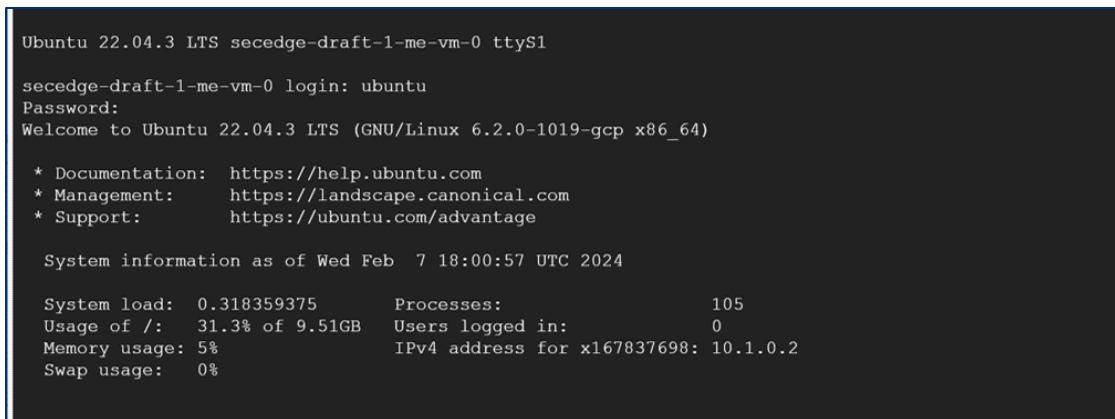 Ubuntu 22.04.3 LTS secedge-draft-1-me-vm-0 ttyS1
secedge-draft-1-me-vm-0 login: ubuntu
Password:
Welcome to Ubuntu 22.04.3 LTS (GNU/Linux 6.2.0-1019-gcp x86_64)
* Documentation: https://help.ubuntu.com
* Management: https://landscape.canonical.com
* Support: https://ubuntu.com/advantage
System information as of Wed Feb 7 18:00:57 UTC 2024
System load: 0.318359375 Processes: 105
Usage of /: 31.3% of 9.51GB Users logged in: 0
Memory usage: 5% IPv4 address for x167837698: 10.1.0.2
Swap usage: 0%